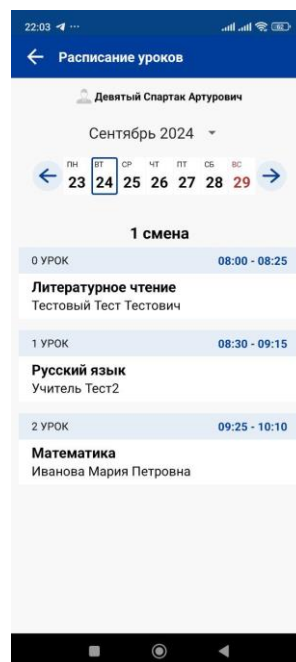 22:03
Расписание уроков
Девятый Спартак Артурович
Сентябрь 2024
ПН ВТ СР ЧТ ПТ СБ ВС
23 24 25 26 27 28 29
1 смена
0 УРОК 08:00 - 08:25
Литературное чтение
Тестовый Тест Тестович
1 УРОК 08:30 - 09:15
Русский язык
Учитель Тест2
2 УРОК 09:25 - 10:10
Математика
Иванова Мария Петровна